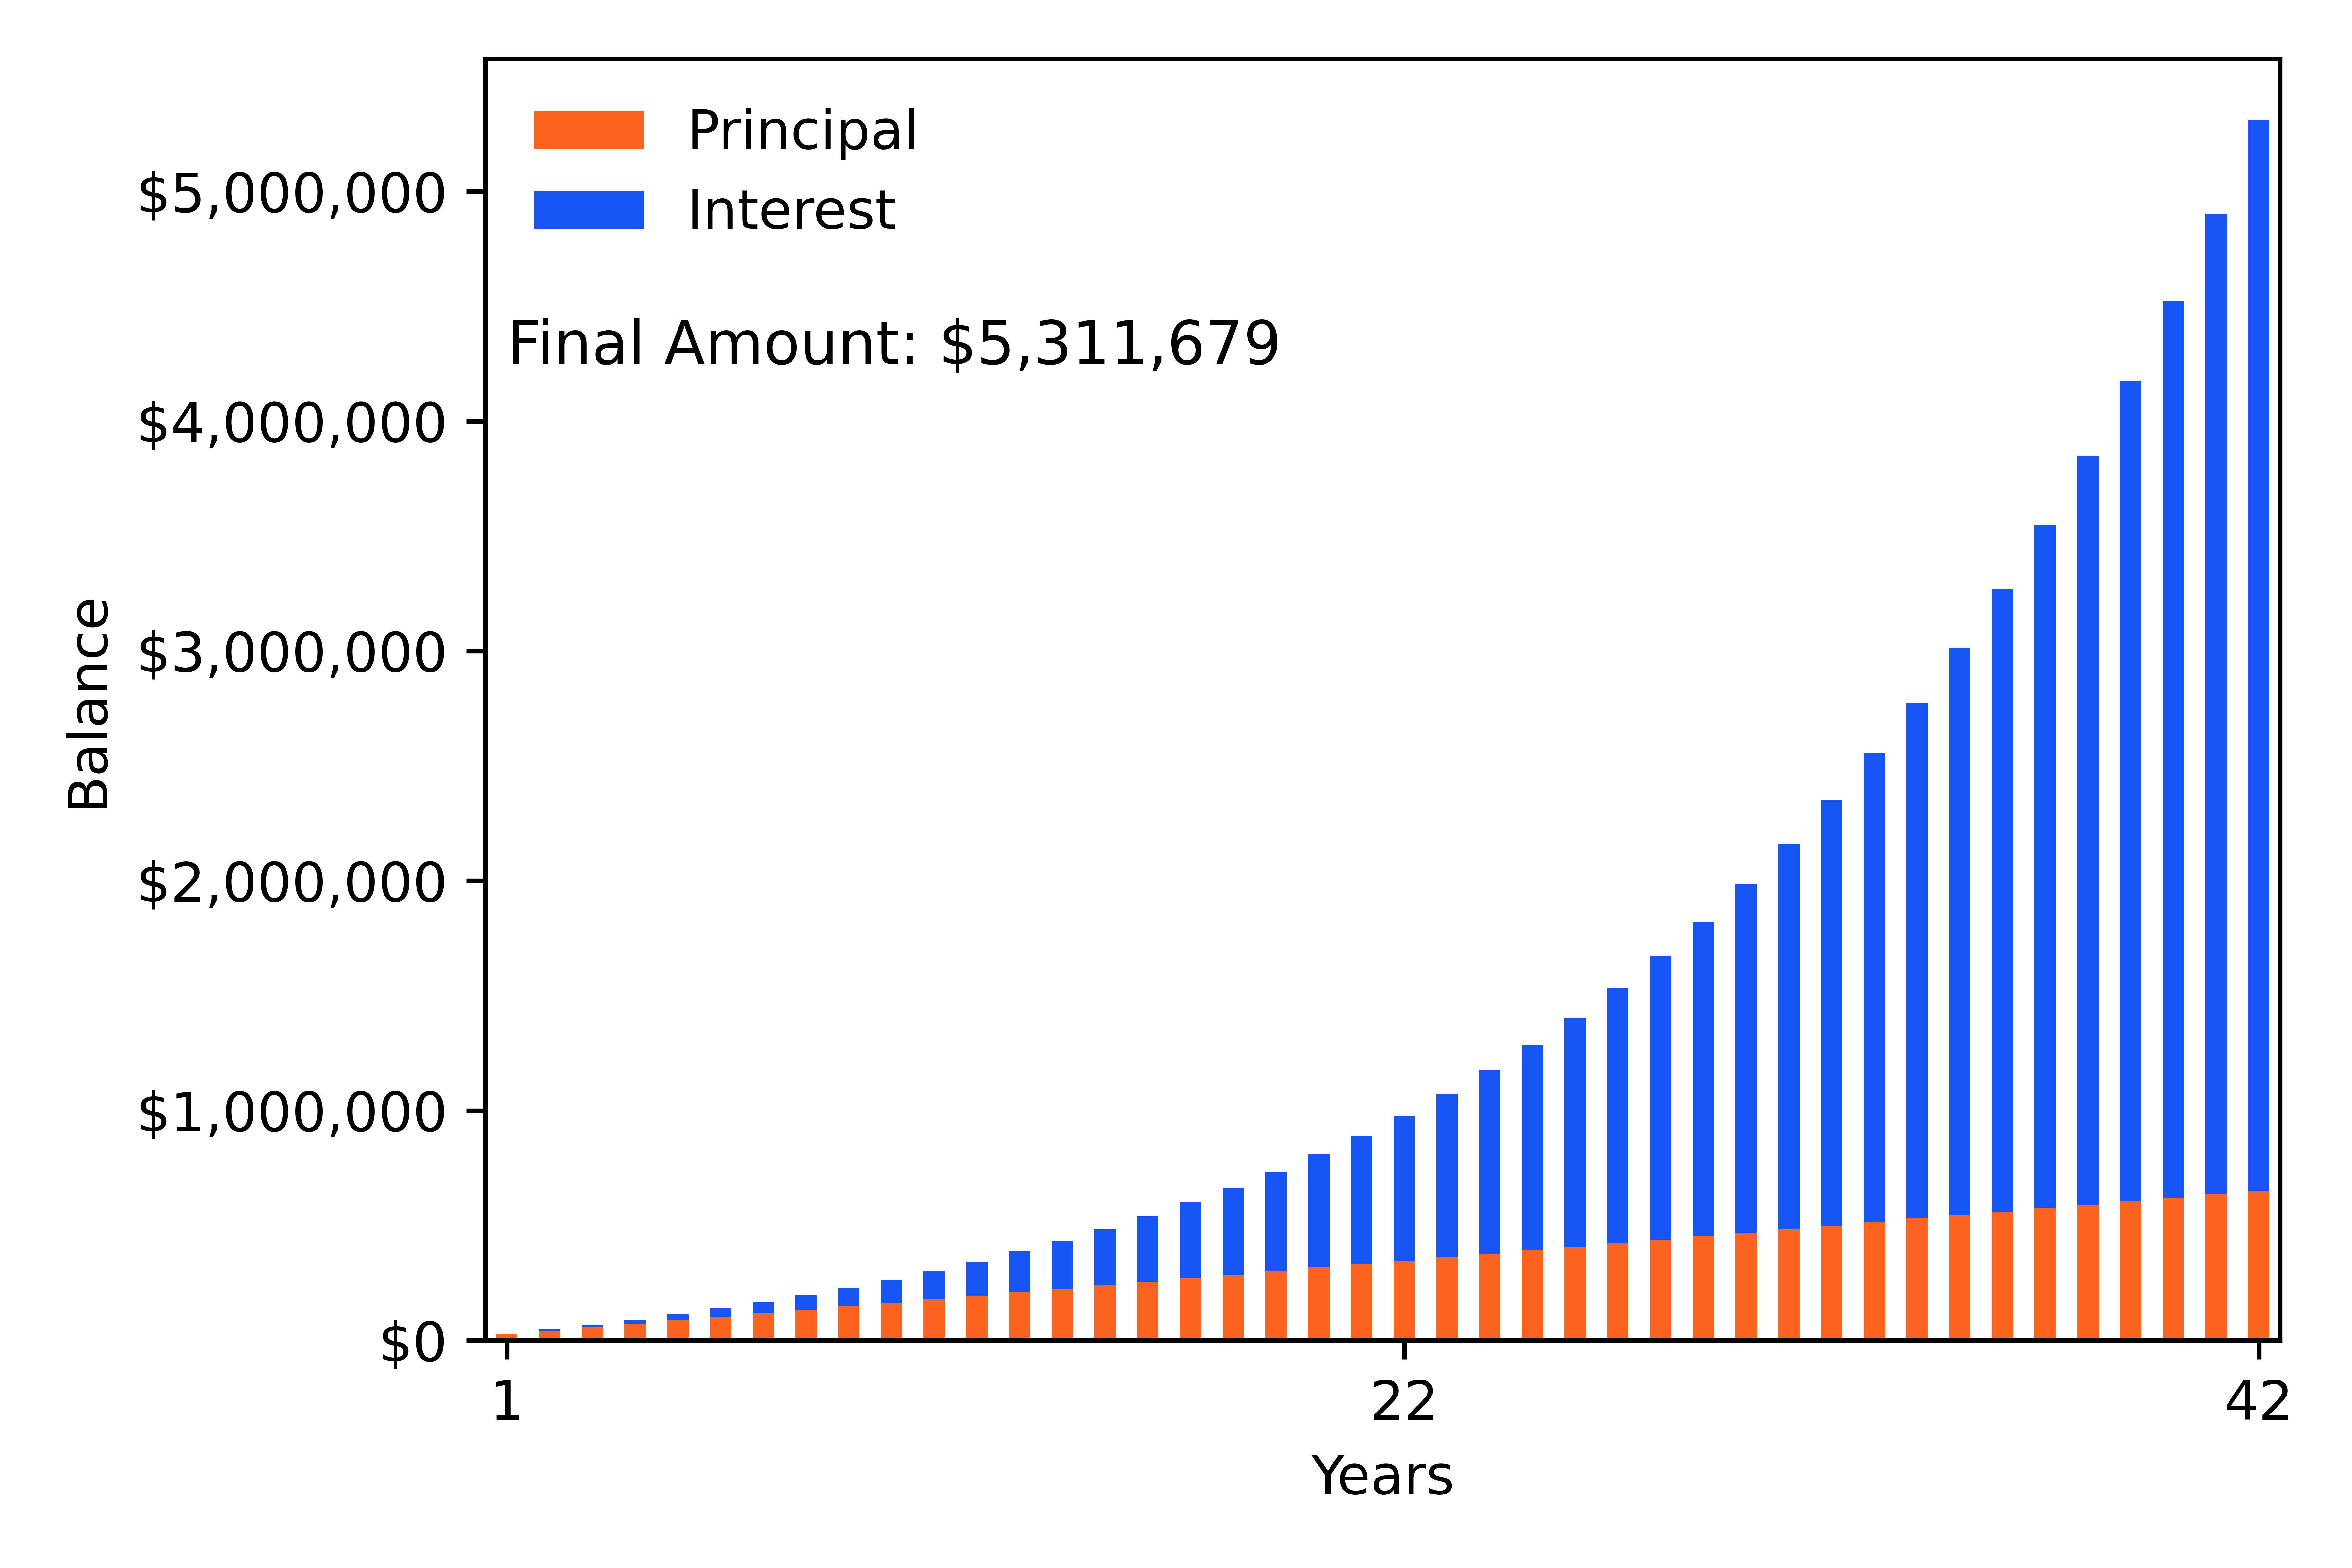 Principal
Interest
Final Amount: $5,311,679
$5,000,000
$4,000,000
$3,000,000
$2,000,000
$1,000,000
$0
Balance
1
22
42
Years